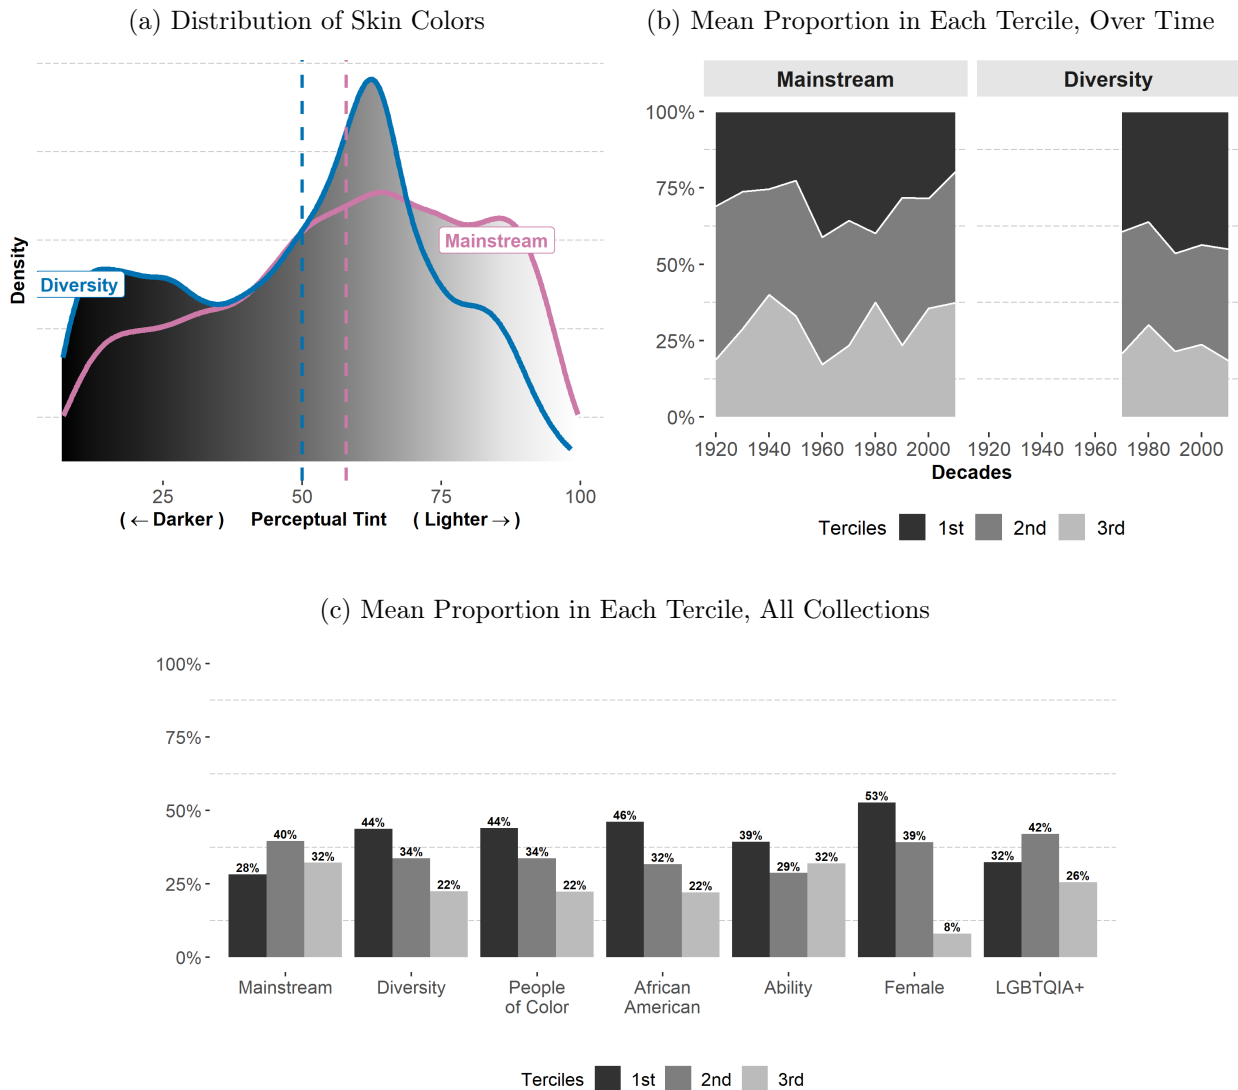 (a) Distribution of Skin Colors
Density
Diversity
Mainstream
25 50 75 100
( ← Darker ) Perceptual Tint ( Lighter → )
(b) Mean Proportion in Each Tercile, Over Time
Mainstream Diversity
100%
75%
50%
25%
0%
1920 1940 1960 1980 2000 1920 1940 1960 1980 2000
Decades
Terciles 1st 2nd 3rd
(c) Mean Proportion in Each Tercile, All Collections
100%
75%
50%
25%
0%
28% 40% 32% 44% 34% 22% 44% 34% 22% 46% 32% 22% 39% 29% 32% 53% 39% 8% 32% 42% 26%
Mainstream Diversity People African Ability Female LGBTQIA+
of Color American
Terciles 1st 2nd 3rd